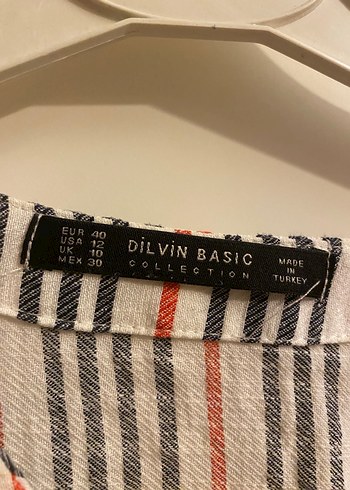 EUR 40
USA 12
UK 10
MEX 30
DİLVİN BASIC
COLLECTION
MADE
IN
TURKEY